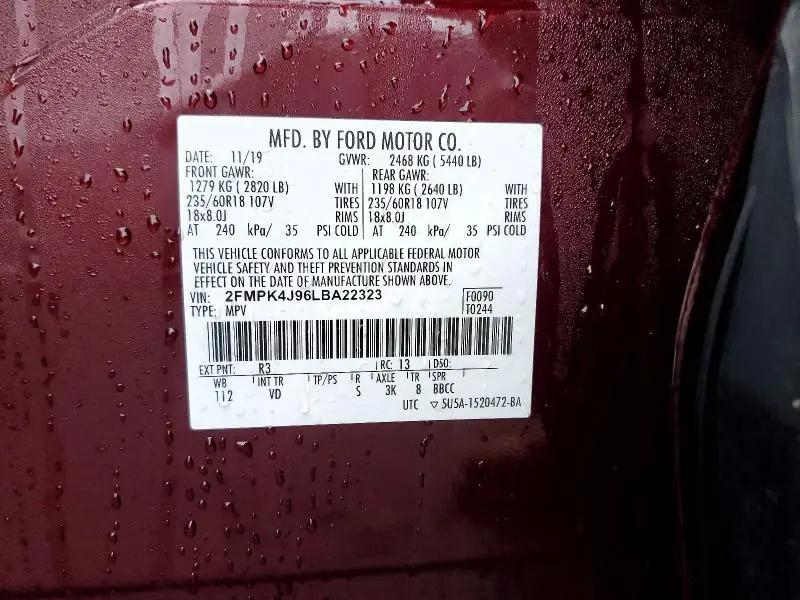 MFD. BY FORD MOTOR CO.
DATE: 11/19 GVWR: 2468 KG ( 5440 LB)
FRONT GAWR: REAR GAWR:
1279 KG ( 2820 LB) WITH 1198 KG ( 2640 LB) WITH
235/60R18 107V TIRES 235/60R18 107V TIRES
18x8.0J RIMS 18x8.0J RIMS
AT 240 kPa/ 35 PSI COLD AT 240 kPa/ 35 PSI COLD
THIS VEHICLE CONFORMS TO ALL APPLICABLE FEDERAL MOTOR
VEHICLE SAFETY AND THEFT PREVENTION STANDARDS IN
EFFECT ON THE DATE OF MANUFACTURE SHOWN ABOVE.
VIN: 2FMPK4J96LBA22323 F0090
TYPE: MPV T0244
EXT PNT: R3 RC: 13 DSO:
WB INT TR TP/PS R AXLE TR SPR
112 VD S 3K 8 BBCC
UTC ▽ 5U5A-1520472-BA